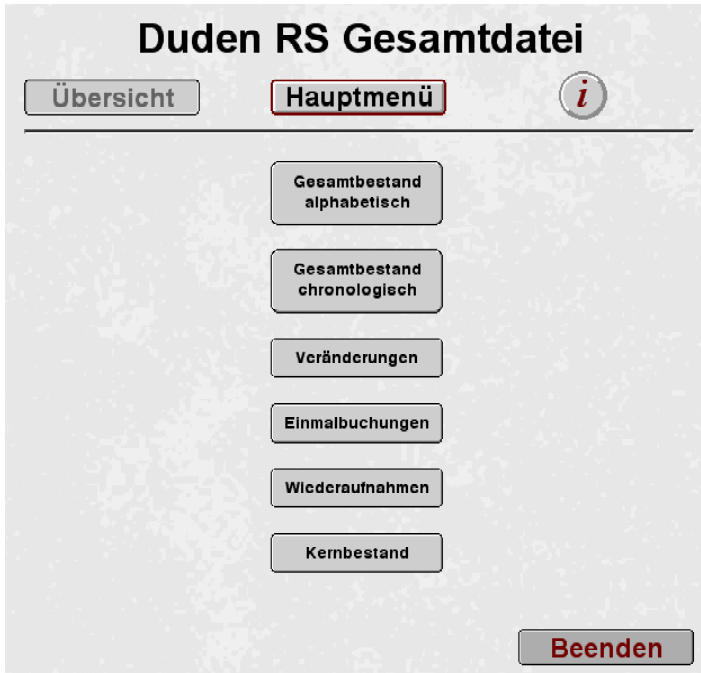 Duden RS Gesamtdatei
Übersicht
Hauptmenü
i
Gesamtbestand
alphabetisch
Gesamtbestand
chronologisch
Veränderungen
Einmalbuchungen
Wiederaufnahmen
Kernbestand
Beenden